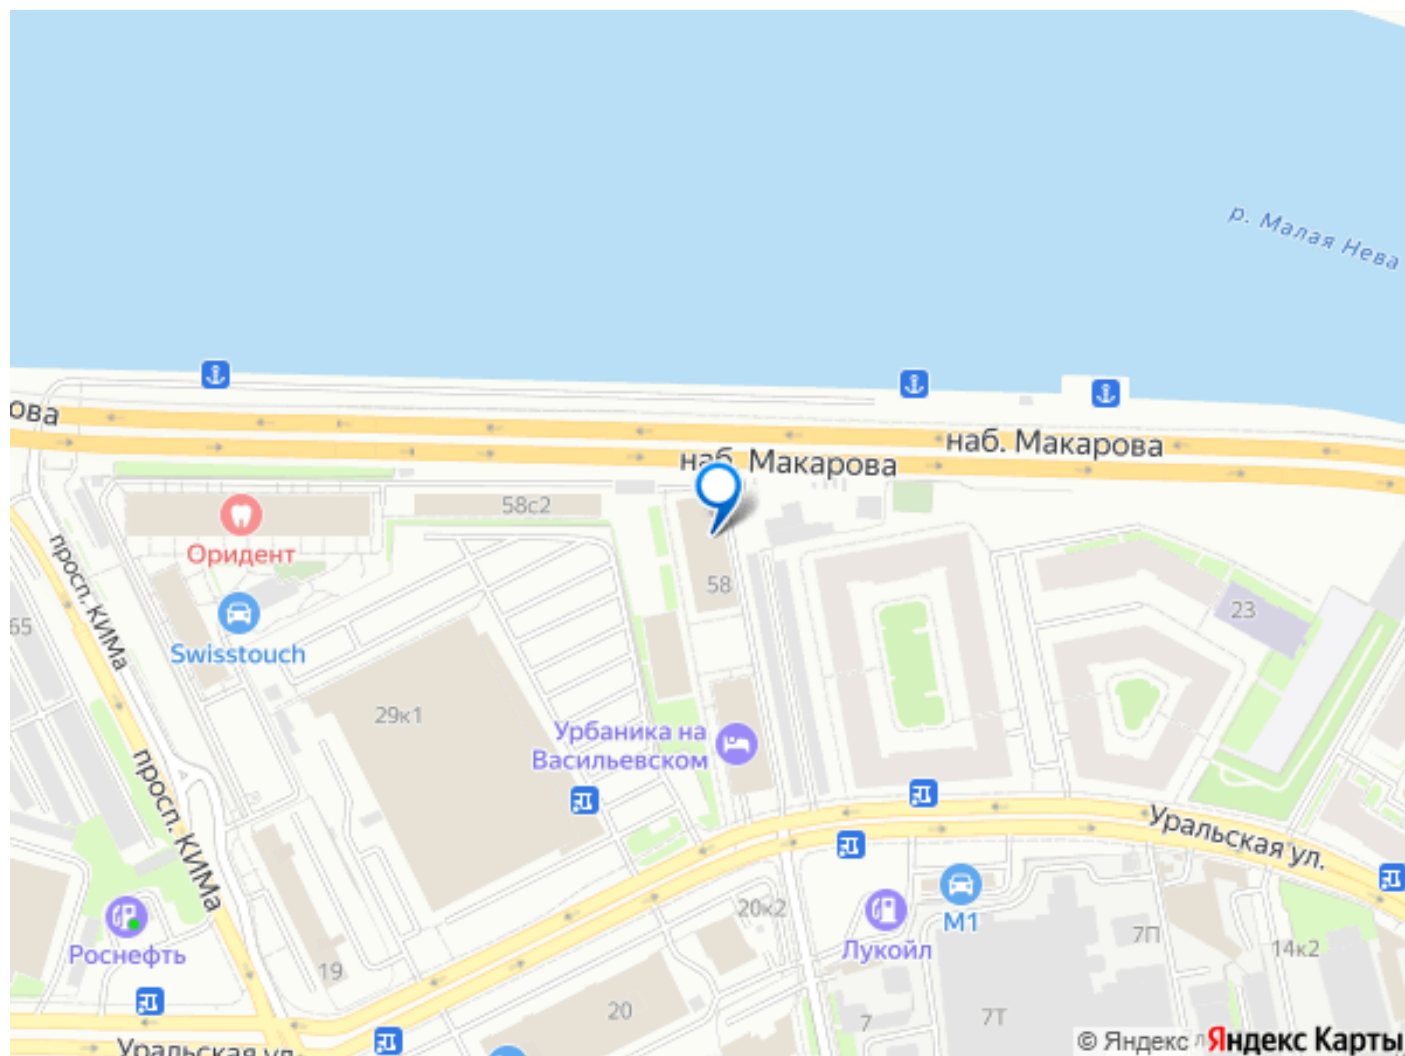 р. Малая Нева
ова
наб. Макарова
наб. Макарова
58с2
Оридент
просп. КИМа
58
65
23
Swisstouch
29к1
Урбаника на
Васильевском
просп. КИМа
Уральская ул.
Роснефть
19
20к2
Лукойл
М1
7П
14к2
20
7
7Т
Уральская ул.
© Яндекс
Яндекс Карты